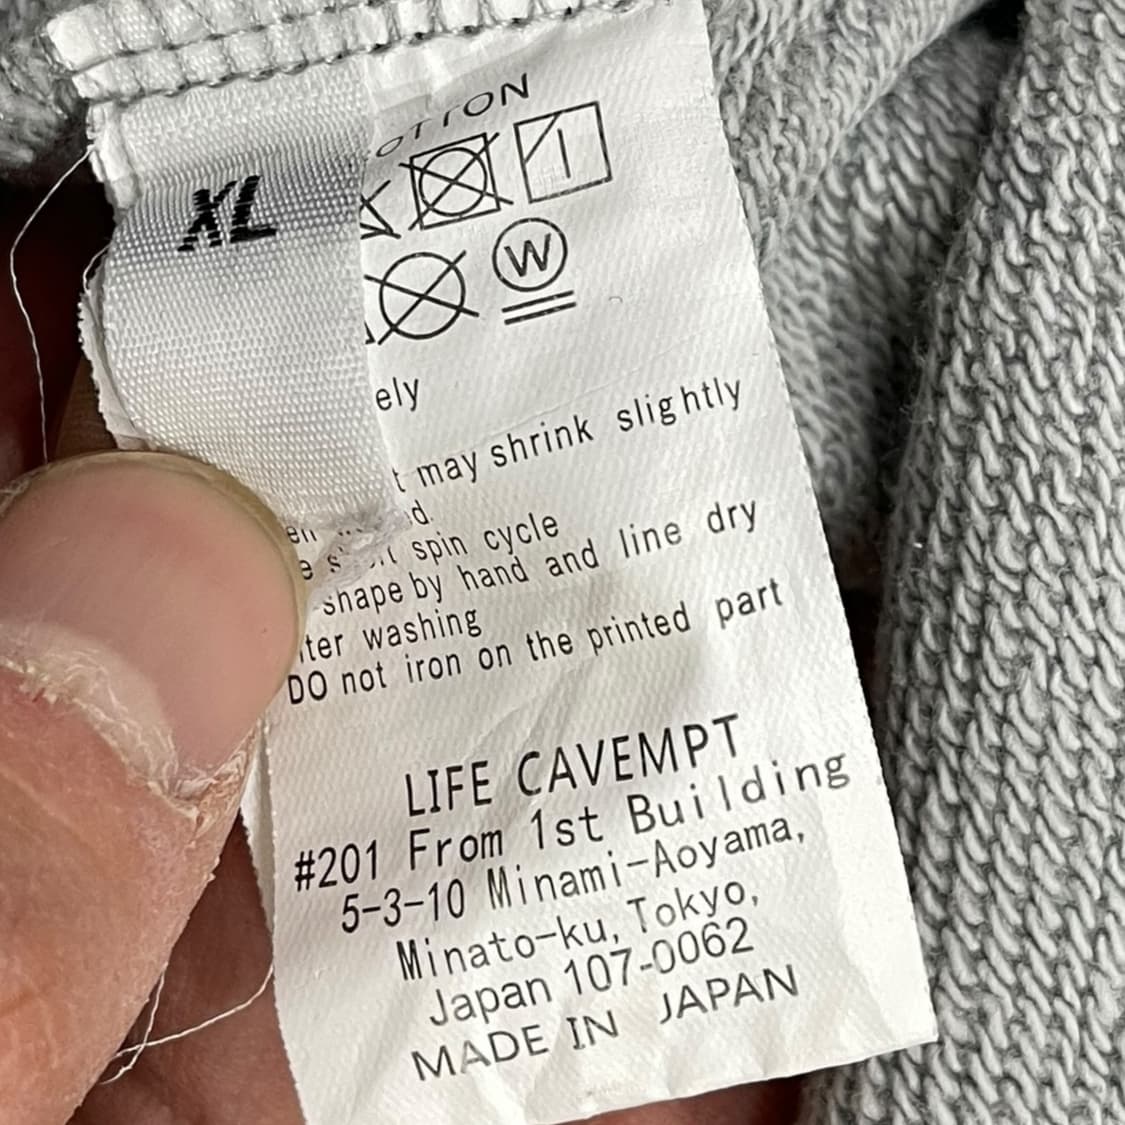 XL
OTTON
W
ely
t may shrink slightly
d.
spin cycle
shape by hand and line dry
ter washing
DO not iron on the printed part
LIFE CAVEMPT
#201 From 1st Building
5-3-10 Minami-Aoyama,
Minato-ku, Tokyo,
Japan 107-0062
MADE IN JAPAN